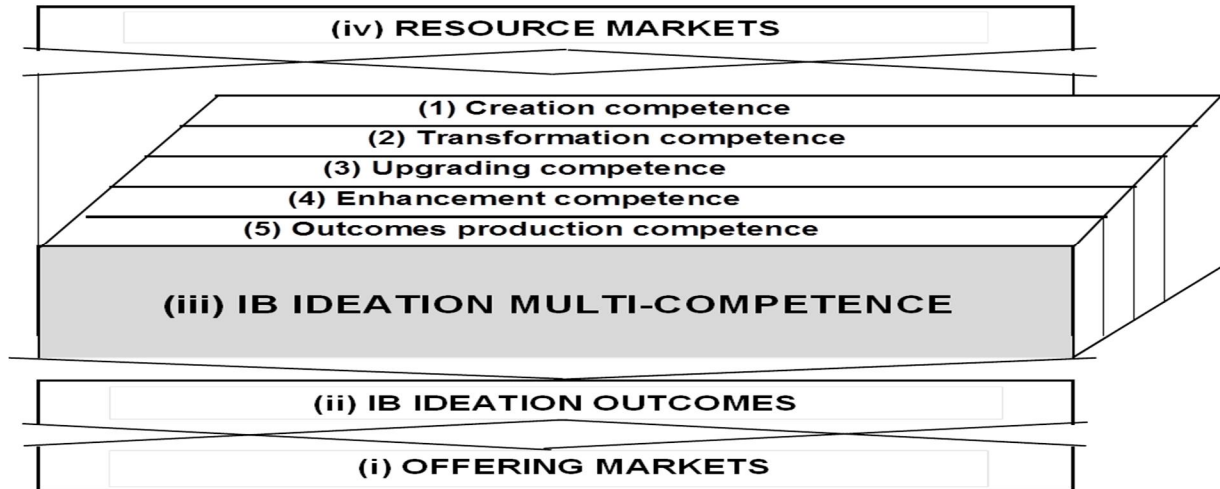 (iv) RESOURCE MARKETS
(1) Creation competence
(2) Transformation competence
(3) Upgrading competence
(4) Enhancement competence
(5) Outcomes production competence
(iii) IB IDEATION MULTI-COMPETENCE
(ii) IB IDEATION OUTCOMES
(i) OFFERING MARKETS